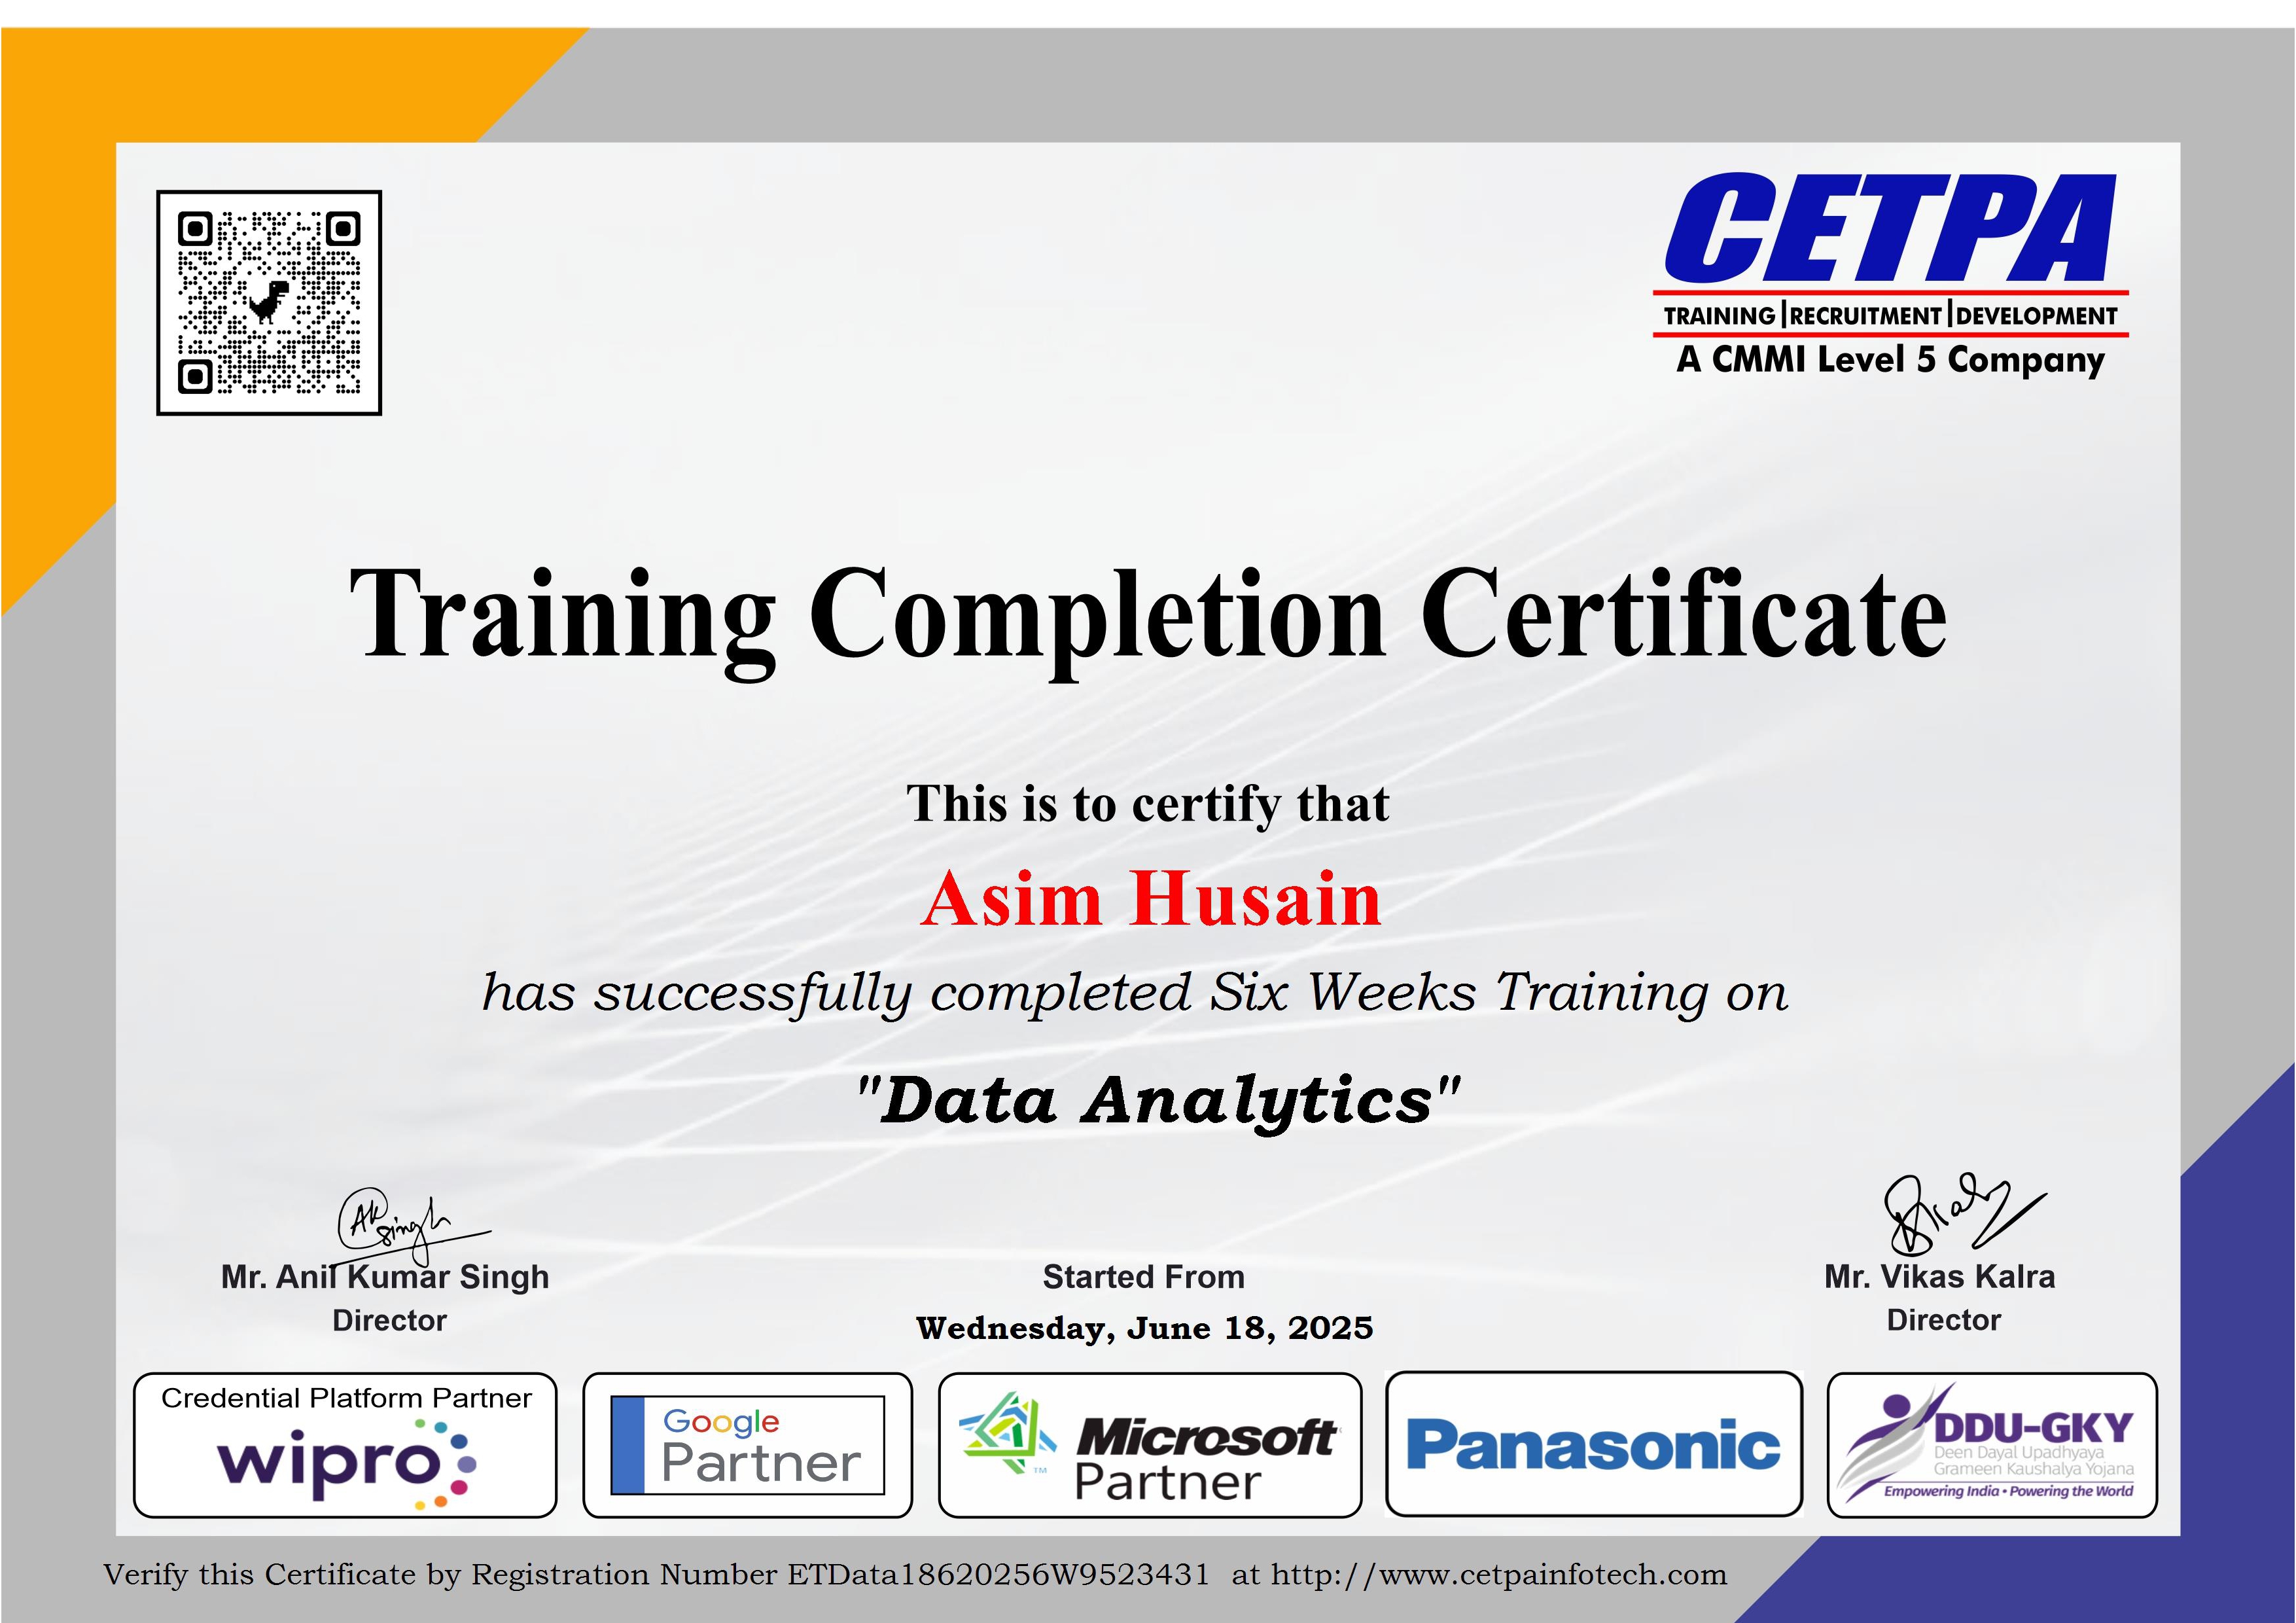 CETPA
TRAINING|RECRUITMENT|DEVELOPMENT
A CMMI Level 5 Company
Training Completion Certificate
This is to certify that
Asim Husain
has successfully completed Six Weeks Training on
"Data Analytics"
AK Singh
Mr. Anil Kumar Singh
Director
Started From
Wednesday, June 18, 2025
Mr. Vikas Kalra
Director
Credential Platform Partner
wipro
Google
Partner
Microsoft
Partner
TM
Panasonic
DDU-GKY
Deen Dayal Upadhyaya
Grameen Kaushalya Yojana
Empowering India • Powering the World
Verify this Certificate by Registration Number ETData18620256W9523431 at http://www.cetpainfotech.com